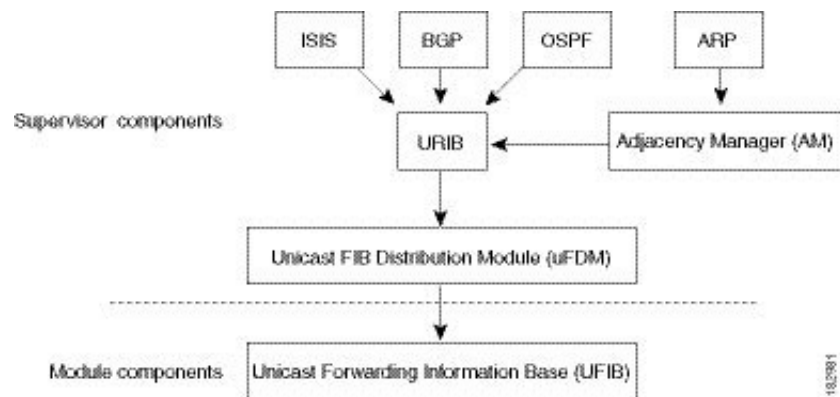 ISIS
BGP
OSPF
ARP
Supervisor components
URIB
Adjacency Manager (AM)
Unicast FIB Distribution Module (uFDM)
Module components
Unicast Forwarding Information Base (UFIB)
182981